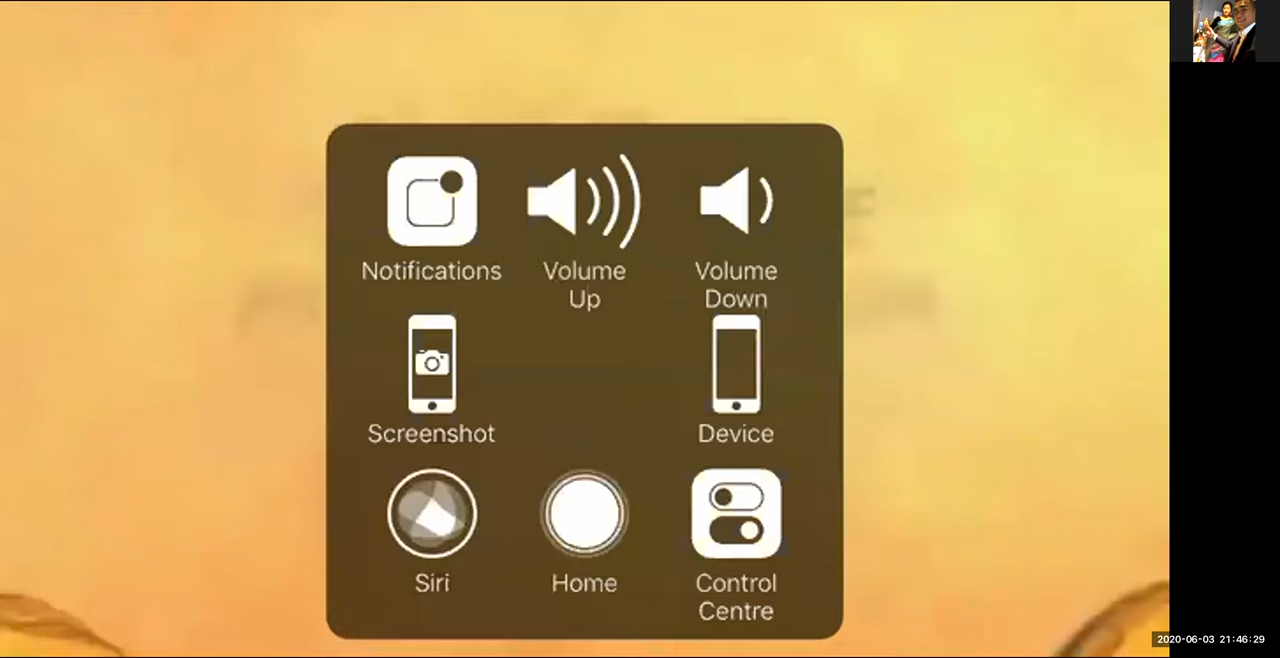 Notifications
Volume
Up
Volume
Down
Screenshot
Device
Siri
Home
Control
Centre
2020-06-03 21:46:29